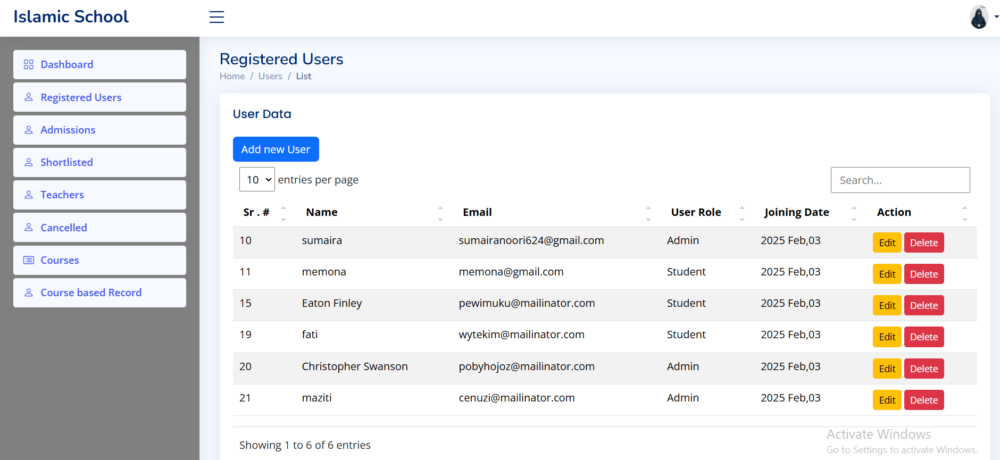 Islamic School
Dashboard
Registered Users
Admissions
Shortlisted
Teachers
Cancelled
Courses
Course based Record
Registered Users
Home / Users / List
User Data
Add new User
10 entries per page
Search...
Sr . # Name Email User Role Joining Date Action
10 sumaira sumairanoori624@gmail.com Admin 2025 Feb,03 Edit Delete
11 memona memona@gmail.com Student 2025 Feb,03 Edit Delete
15 Eaton Finley pewimuku@mailinator.com Student 2025 Feb,03 Edit Delete
19 fati wytekim@mailinator.com Student 2025 Feb,03 Edit Delete
20 Christopher Swanson pobyhojoz@mailinator.com Admin 2025 Feb,03 Edit Delete
21 maziti cenuzi@mailinator.com Admin 2025 Feb,03 Edit Delete
Showing 1 to 6 of 6 entries
Activate Windows
Go to Settings to activate Windows.